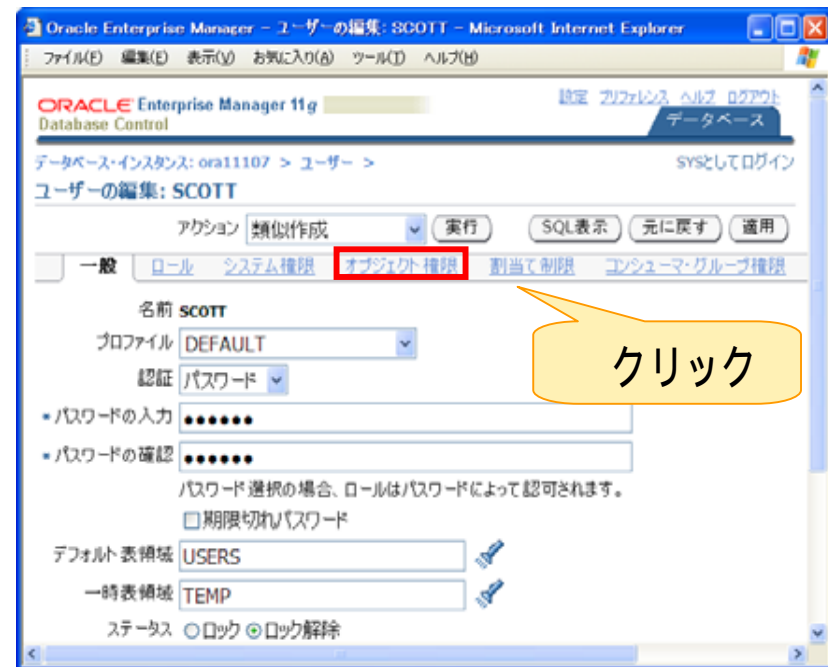 Oracle Enterprise Manager - ユーザーの編集: SCOTT - Microsoft Internet Explorer
ファイル(F) 編集(E) 表示(V) お気に入り(A) ツール(T) ヘルプ(H)
ORACLE Enterprise Manager 11g
Database Control
設定 プリファレンス ヘルプ ログアウト
データベース
データベース・インスタンス: ora11107 > ユーザー >
SYSとしてログイン
ユーザーの編集: SCOTT
アクション 類似作成 実行 SQL表示 元に戻す 適用
一般 ロール システム権限 オブジェクト権限 割当て制限 コンシューマ・グループ権限
名前 SCOTT
プロファイル DEFAULT
認証 パスワード
クリック
* パスワードの入力 ●●●●●●
* パスワードの確認 ●●●●●●
パスワード選択の場合、ロールはパスワードによって認可されます。
期限切れパスワード
デフォルト表領域 USERS
一時表領域 TEMP
ステータス ロック ロック解除